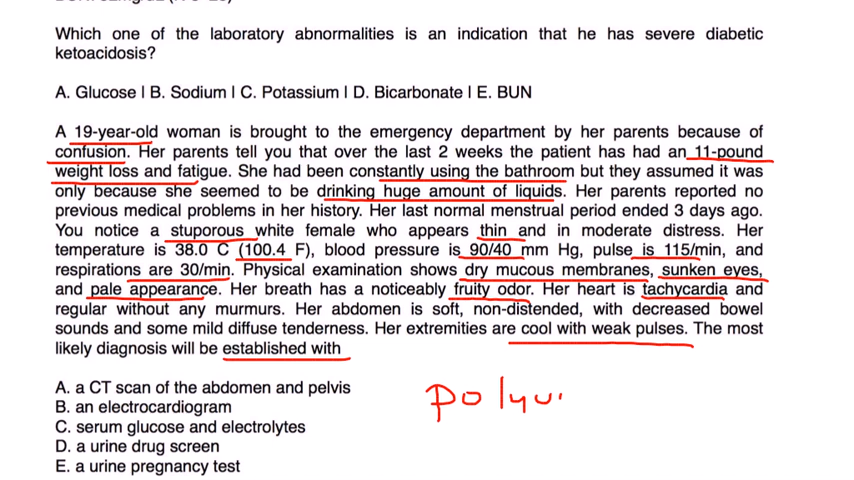 Which one of the laboratory abnormalities is an indication that he has severe diabetic
ketoacidosis?
A. Glucose | B. Sodium | C. Potassium | D. Bicarbonate | E. BUN
A 19-year-old woman is brought to the emergency department by her parents because of
confusion. Her parents tell you that over the last 2 weeks the patient has had an 11-pound
weight loss and fatigue. She had been constantly using the bathroom but they assumed it was
only because she seemed to be drinking huge amount of liquids. Her parents reported no
previous medical problems in her history. Her last normal menstrual period ended 3 days ago.
You notice a stuporous white female who appears thin and in moderate distress. Her
temperature is 38.0 C (100.4 F), blood pressure is 90/40 mm Hg, pulse is 115/min, and
respirations are 30/min. Physical examination shows dry mucous membranes, sunken eyes,
and pale appearance. Her breath has a noticeably fruity odor. Her heart is tachycardia and
regular without any murmurs. Her abdomen is soft, non-distended, with decreased bowel
sounds and some mild diffuse tenderness. Her extremities are cool with weak pulses. The most
likely diagnosis will be established with
A. a CT scan of the abdomen and pelvis
B. an electrocardiogram
C. serum glucose and electrolytes
D. a urine drug screen
E. a urine pregnancy test
polyu